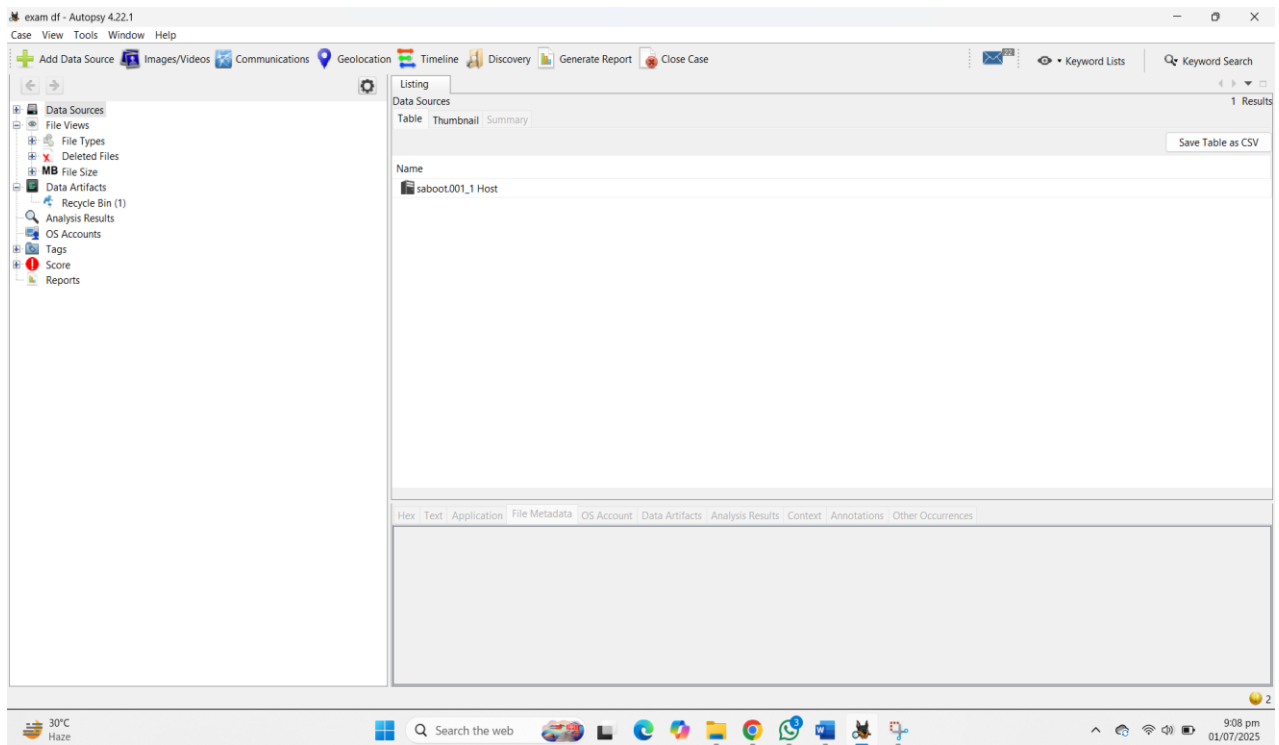 exam df - Autopsy 4.22.1
Case View Tools Window Help
Add Data Source Images/Videos Communications Geolocation Timeline Discovery Generate Report Close Case 22 Keyword Lists Keyword Search
Listing
Data Sources
1 Results
Table Thumbnail Summary
Save Table as CSV
Name
saboot.001_1 Host
Data Sources
File Views
File Types
Deleted Files
MB File Size
Data Artifacts
Recycle Bin (1)
Analysis Results
OS Accounts
Tags
Score
Reports
Hex Text Application File Metadata OS Account Data Artifacts Analysis Results Context Annotations Other Occurrences
2
30°C
Haze
Search the web
3
9:08 pm
01/07/2025